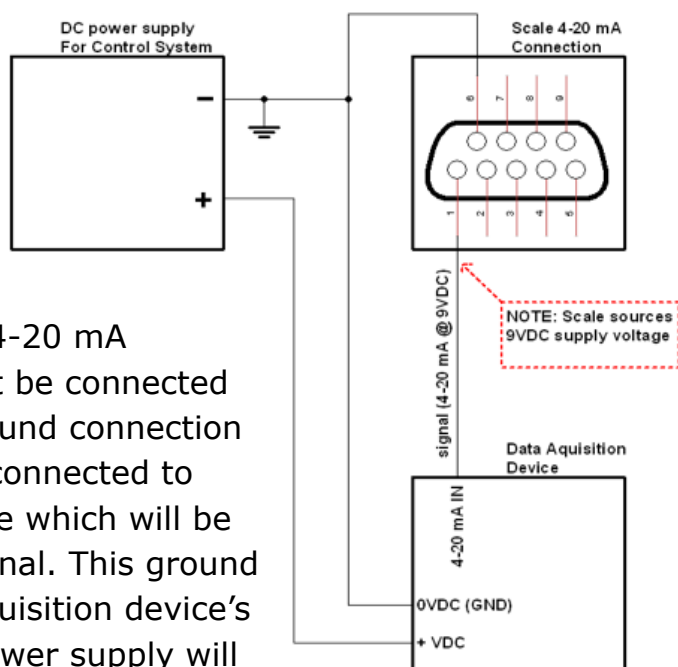 DC power supply
For Control System
Scale 4-20 mA
Connection
−
+
6 7 8 9
1 2 3 4 5
signal (4-20 mA @ 9VDC)
NOTE: Scale sources
9VDC supply voltage
4-20 mA
be connected
und connection
connected to
which will be
nal. This ground
quisition device's
wer supply will
Data Aquisition
Device
4-20 mA IN
0VDC (GND)
+ VDC